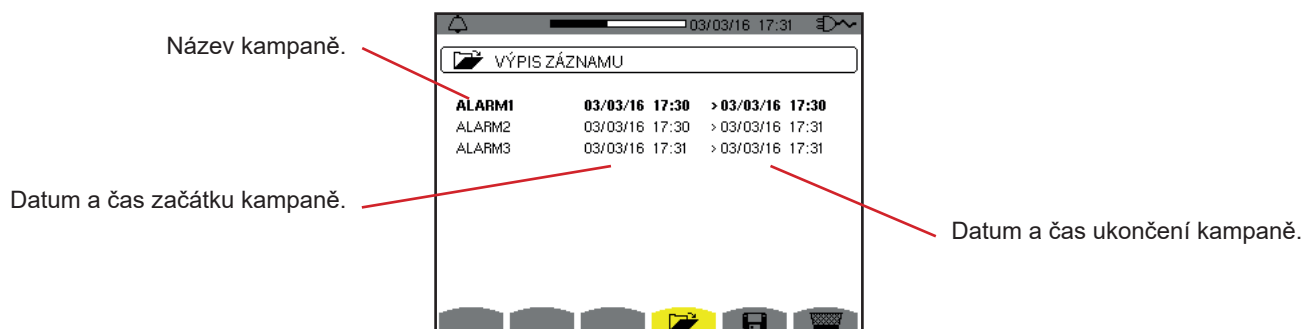 03/03/16 17:31
Název kampaně.
VÝPIS ZÁZNAMU
ALARM1 03/03/16 17:30 >03/03/16 17:30
ALARM2 03/03/16 17:30 >03/03/16 17:31
ALARM3 03/03/16 17:31 >03/03/16 17:31
Datum a čas začátku kampaně.
Datum a čas ukončení kampaně.